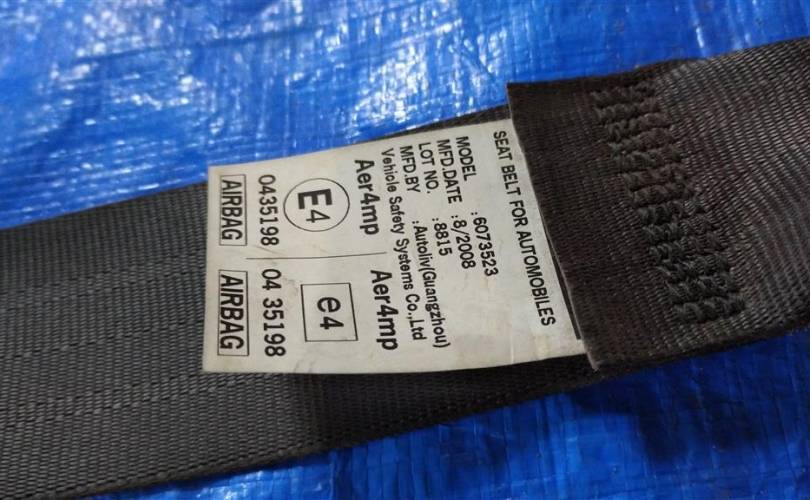 SEAT BELT FOR AUTOMOBILES
MODEL :6073523
MFD.DATE :8/2008
LOT NO. :8815
MFD.BY :Autoliv(Guangzhou)
Vehicle Safety Systems Co.,Ltd
Aer4mp Aer4mp
E4 e4
0435198 04 35198
AIRBAG AIRBAG